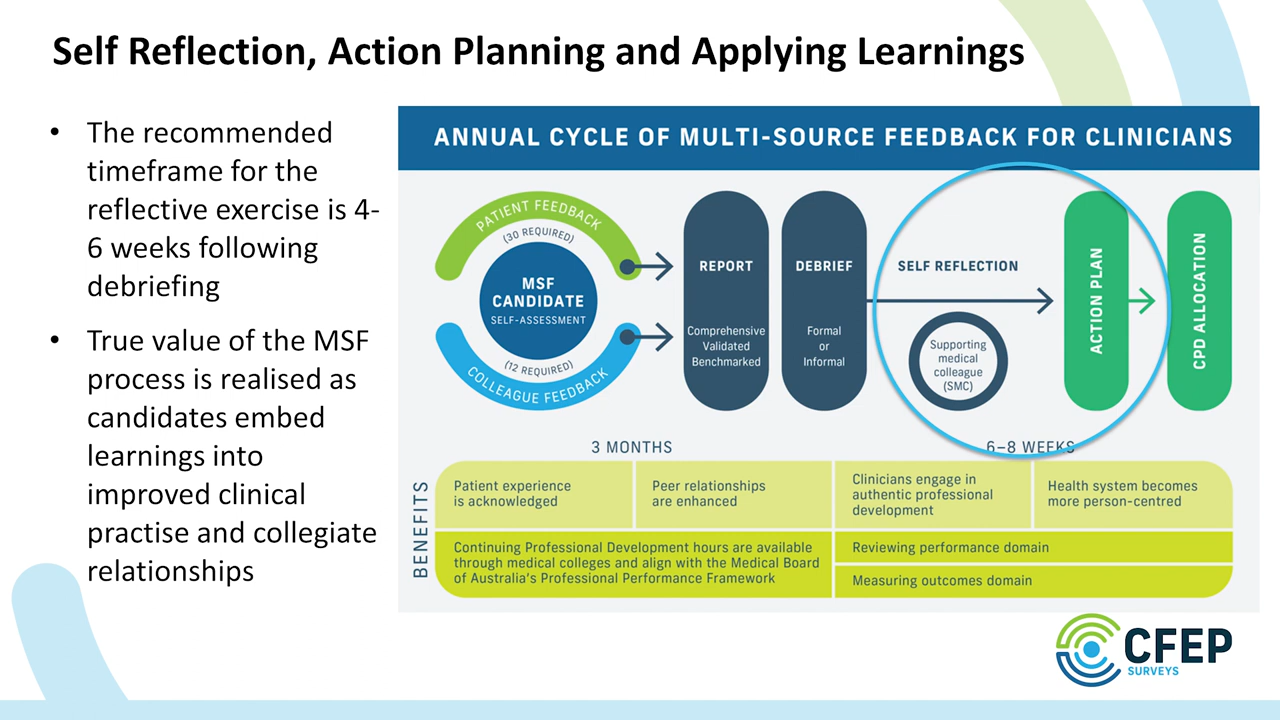 Self Reflection, Action Planning and Applying Learnings
• The recommended
timeframe for the
reflective exercise is 4-
6 weeks following
debriefing
• True value of the MSF
process is realised as
candidates embed
learnings into
improved clinical
practise and collegiate
relationships
ANNUAL CYCLE OF MULTI-SOURCE FEEDBACK FOR CLINICIANS
PATIENT FEEDBACK
(30 REQUIRED)
MSF
CANDIDATE
SELF-ASSESSMENT
(12 REQUIRED)
COLLEAGUE FEEDBACK
REPORT
Comprehensive
Validated
Benchmarked
DEBRIEF
Formal
or
Informal
SELF REFLECTION
Supporting
medical
colleague
(SMC)
ACTION PLAN
CPD ALLOCATION
3 MONTHS
6–8 WEEKS
BENEFITS
Patient experience
is acknowledged
Peer relationships
are enhanced
Clinicians engage in
authentic professional
development
Health system becomes
more person-centred
Continuing Professional Development hours are available
through medical colleges and align with the Medical Board
of Australia's Professional Performance Framework
Reviewing performance domain
Measuring outcomes domain
CFEP
SURVEYS